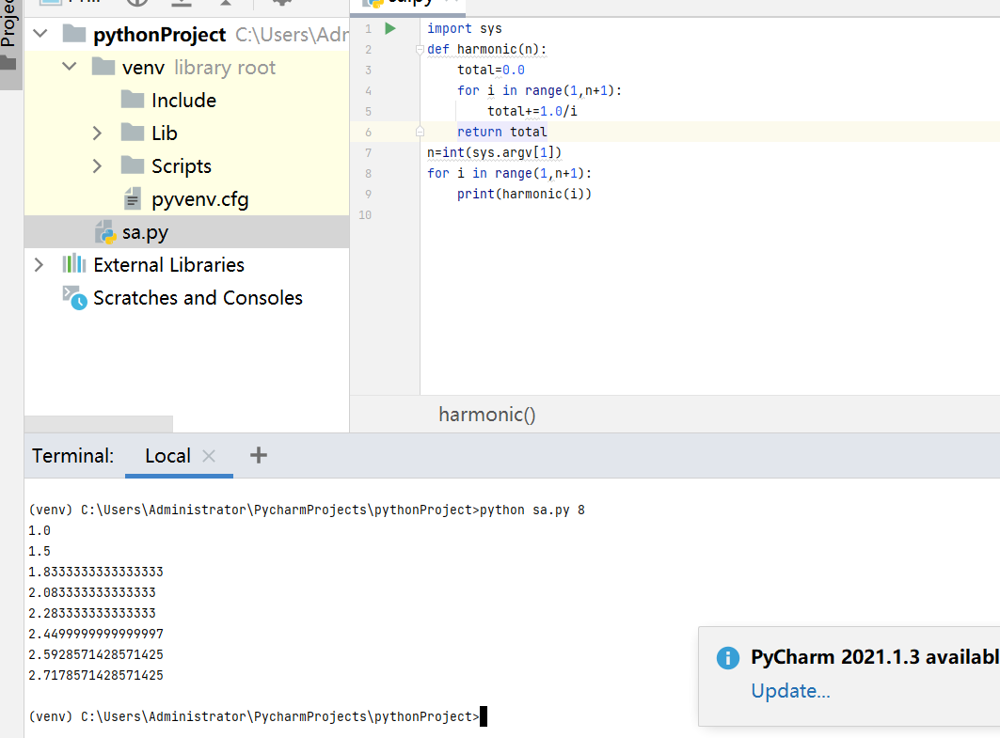 Project
sa.py
pythonProject C:\Users\Adr
venv library root
Include
Lib
Scripts
pyvenv.cfg
sa.py
External Libraries
Scratches and Consoles
1 import sys
2 def harmonic(n):
3 total=0.0
4 for i in range(1,n+1):
5 total+=1.0/i
6 return total
7 n=int(sys.argv[1])
8 for i in range(1,n+1):
9 print(harmonic(i))
10
harmonic()
Terminal: Local +
(venv) C:\Users\Administrator\PycharmProjects\pythonProject>python sa.py 8
1.0
1.5
1.8333333333333333
2.083333333333333
2.283333333333333
2.4499999999999997
2.5928571428571425
2.7178571428571425
(venv) C:\Users\Administrator\PycharmProjects\pythonProject>
PyCharm 2021.1.3 availabl
Update...